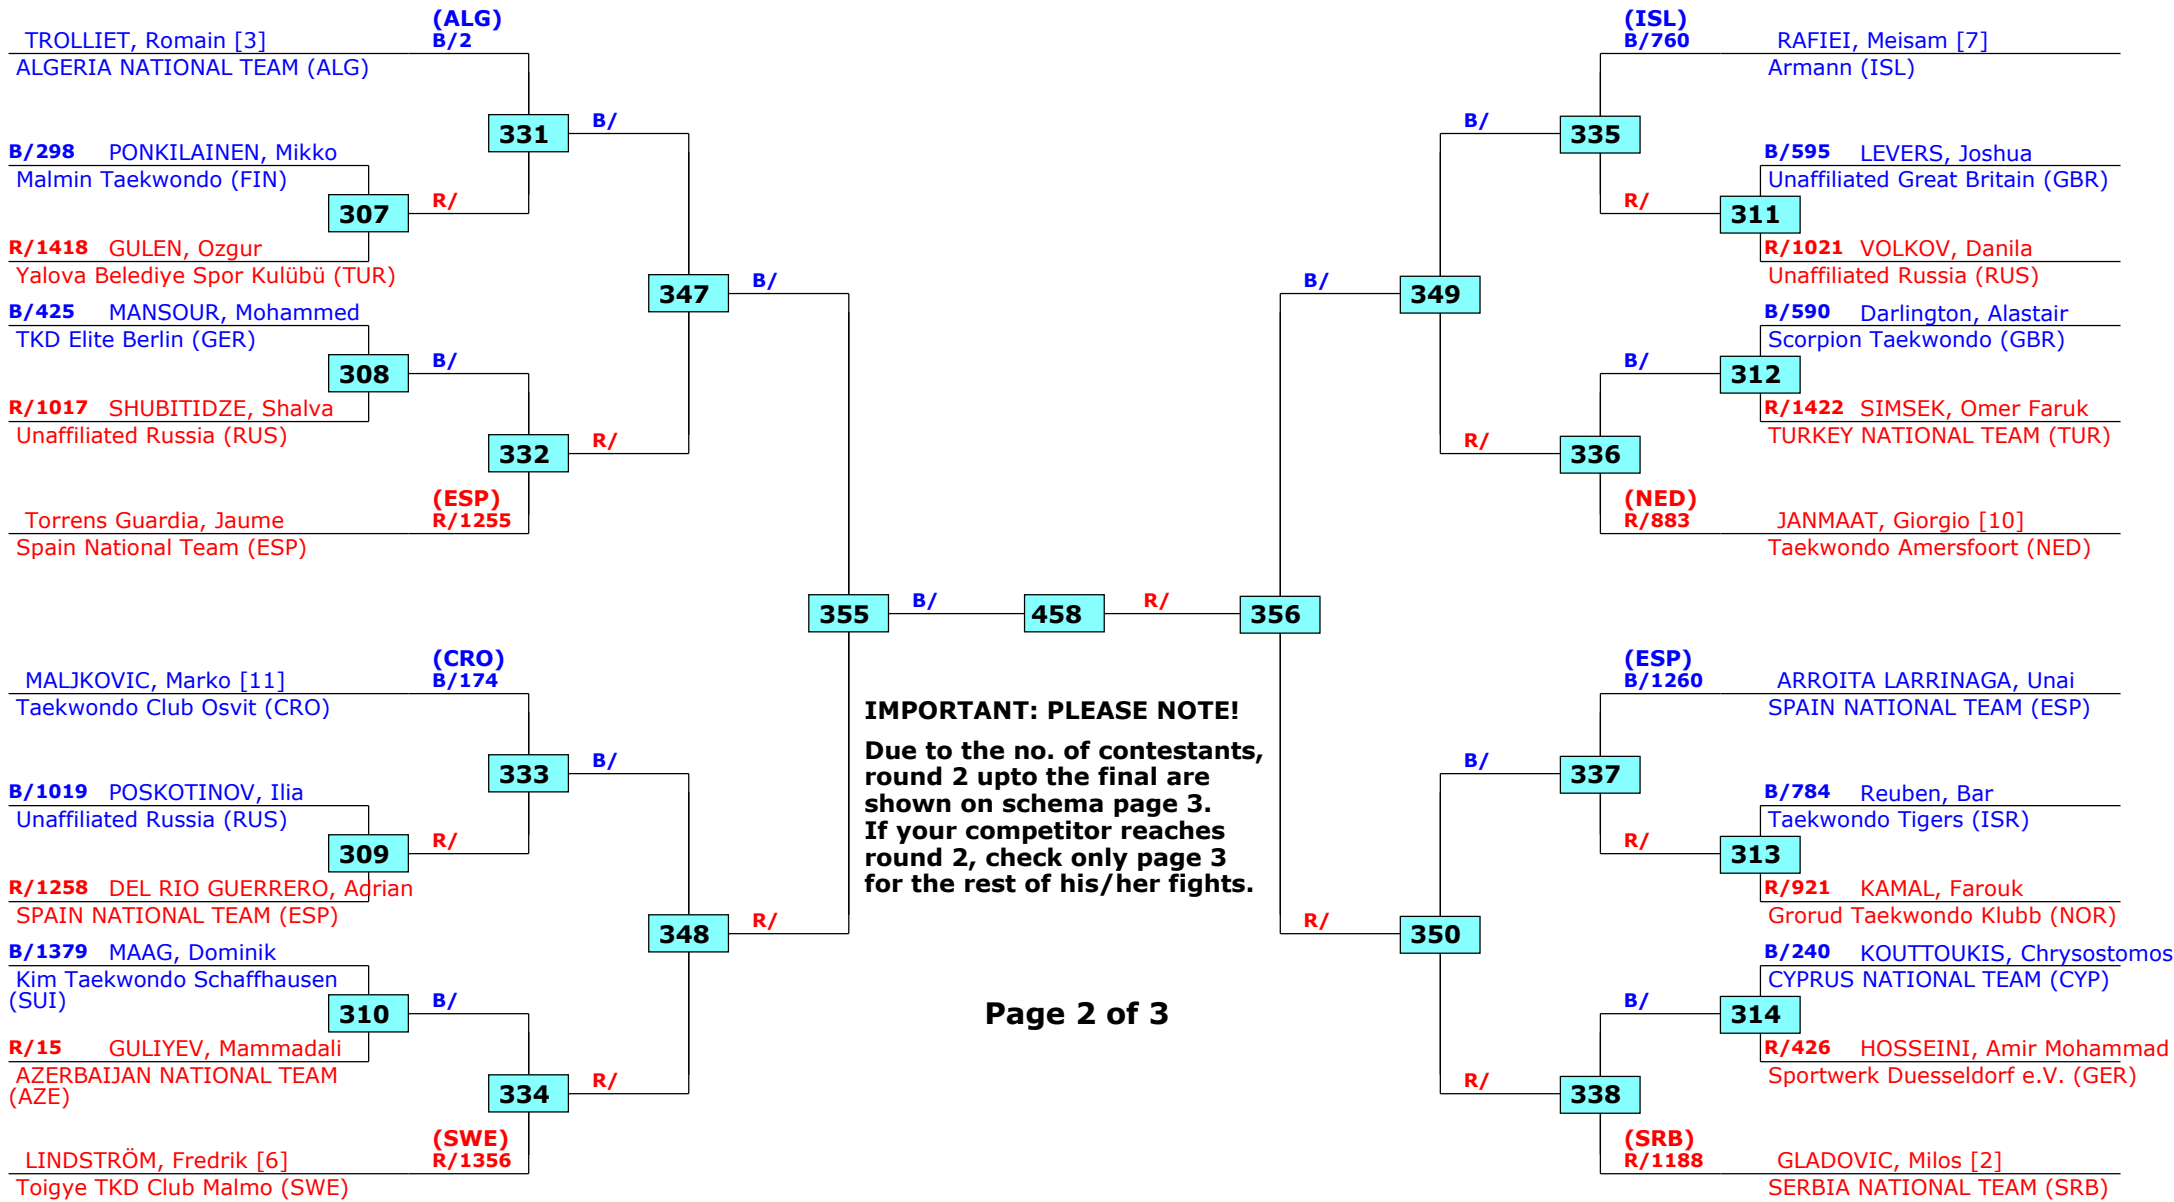 (ALG)
TROLLIET, Romain [3] B/2
ALGERIA NATIONAL TEAM (ALG)
331 B/
B/298 PONKILAINEN, Mikko
Malmin Taekwondo (FIN)
307 R/
R/1418 GULEN, Ozgur
Yalova Belediye Spor Kulübü (TUR)
347 B/
B/425 MANSOUR, Mohammed
TKD Elite Berlin (GER)
308 B/
R/1017 SHUBITIDZE, Shalva
Unaffiliated Russia (RUS)
332 R/
(ESP)
Torrens Guardia, Jaume R/1255
Spain National Team (ESP)
355 B/ 458 R/ 356
(CRO)
MALJKOVIC, Marko [11] B/174
Taekwondo Club Osvit (CRO)
333 B/
B/1019 POSKOTINOV, Ilia
Unaffiliated Russia (RUS)
309 R/
R/1258 DEL RIO GUERRERO, Adrian
SPAIN NATIONAL TEAM (ESP)
348 R/
B/1379 MAAG, Dominik
Kim Taekwondo Schaffhausen
(SUI)
310 B/
R/15 GULIYEV, Mammadali
AZERBAIJAN NATIONAL TEAM
(AZE)
334 R/
(SWE)
LINDSTRÖM, Fredrik [6] R/1356
Toigye TKD Club Malmo (SWE)
IMPORTANT: PLEASE NOTE!
Due to the no. of contestants,
round 2 upto the final are
shown on schema page 3.
If your competitor reaches
round 2, check only page 3
for the rest of his/her fights.
Page 2 of 3
(ISL)
B/760 RAFIEI, Meisam [7]
Armann (ISL)
B/ 335
B/595 LEVERS, Joshua
Unaffiliated Great Britain (GBR)
R/ 311
R/1021 VOLKOV, Danila
Unaffiliated Russia (RUS)
B/ 349
B/590 Darlington, Alastair
Scorpion Taekwondo (GBR)
B/ 312
R/1422 SIMSEK, Omer Faruk
TURKEY NATIONAL TEAM (TUR)
R/ 336
(NED)
R/883 JANMAAT, Giorgio [10]
Taekwondo Amersfoort (NED)
(ESP)
B/1260 ARROITA LARRINAGA, Unai
SPAIN NATIONAL TEAM (ESP)
B/ 337
B/784 Reuben, Bar
Taekwondo Tigers (ISR)
R/ 313
R/921 KAMAL, Farouk
Grorud Taekwondo Klubb (NOR)
R/ 350
B/240 KOUTTOUKIS, Chrysostomos
CYPRUS NATIONAL TEAM (CYP)
B/ 314
R/426 HOSSEINI, Amir Mohammad
Sportwerk Duesseldorf e.V. (GER)
R/ 338
(SRB)
R/1188 GLADOVIC, Milos [2]
SERBIA NATIONAL TEAM (SRB)